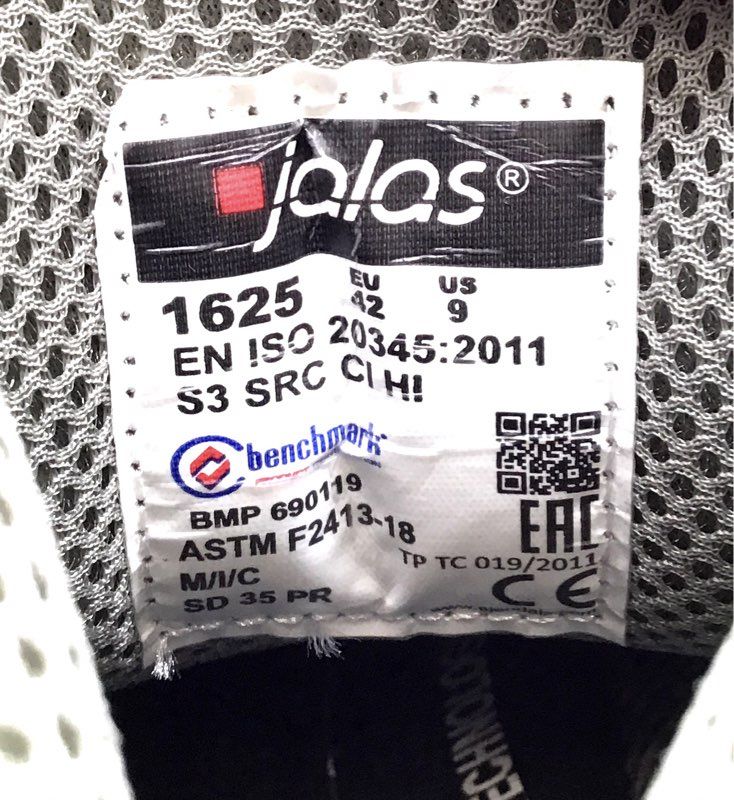 jalas®
1625 EU 42 US 9
EN ISO 20345:2011
S3 SRC CI HI
benchmark
BMP 690119
ASTM F2413-18
M/I/C
SD 35 PR
EAC
TP TC 019/2011
CE
TECHNOLOG